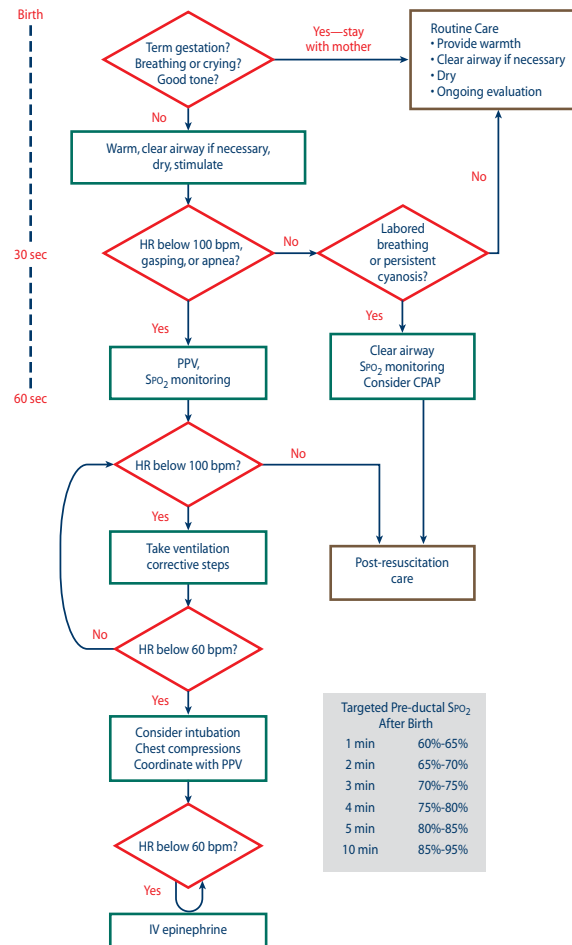 Birth
Term gestation?
Breathing or crying?
Good tone?
Yes—stay
with mother
Routine Care
• Provide warmth
• Clear airway if necessary
• Dry
• Ongoing evaluation
No
Warm, clear airway if necessary,
dry, stimulate
No
30 sec
HR below 100 bpm,
gasping, or apnea?
No
Labored
breathing
or persistent
cyanosis?
Yes
Yes
PPV,
SPO2 monitoring
Clear airway
SPO2 monitoring
Consider CPAP
60 sec
HR below 100 bpm?
No
Yes
Take ventilation
corrective steps
Post-resuscitation
care
No
HR below 60 bpm?
Yes
Consider intubation
Chest compressions
Coordinate with PPV
Targeted Pre-ductal SPO2
After Birth
1 min 60%-65%
2 min 65%-70%
3 min 70%-75%
4 min 75%-80%
5 min 80%-85%
10 min 85%-95%
HR below 60 bpm?
Yes
IV epinephrine